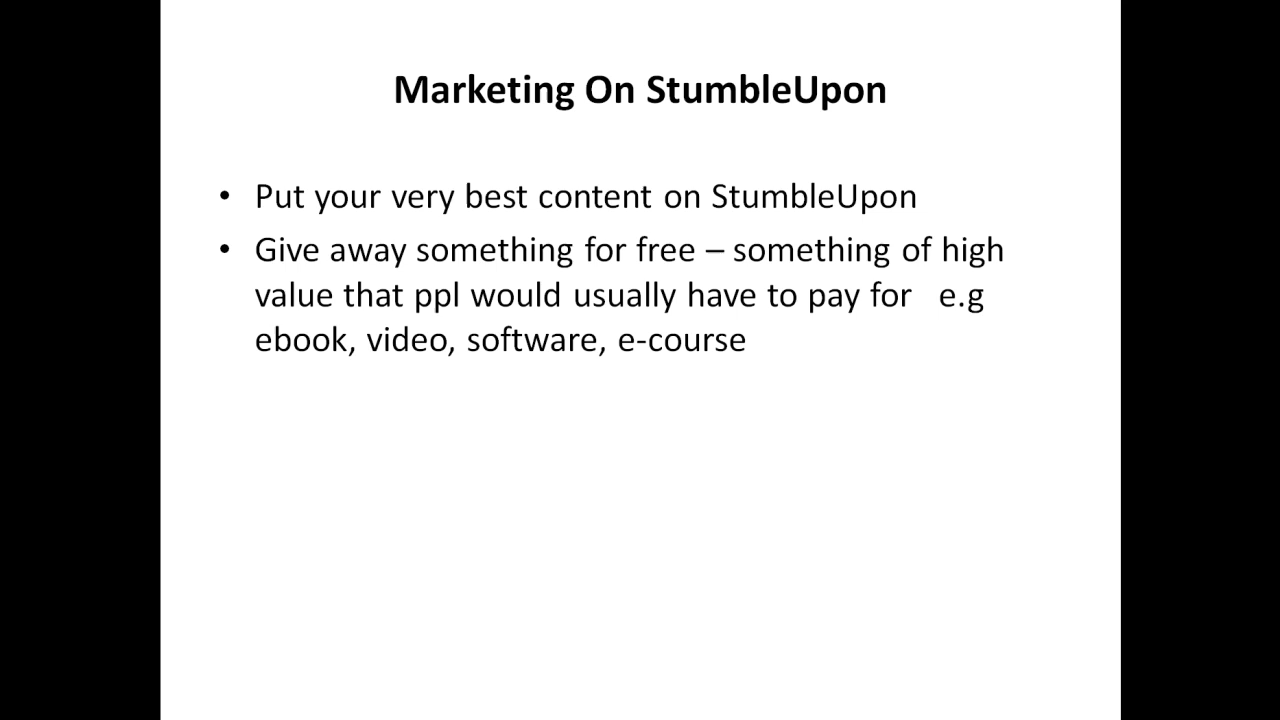 Marketing On StumbleUpon
• Put your very best content on StumbleUpon
• Give away something for free – something of high
value that ppl would usually have to pay for   e.g
ebook, video, software, e-course